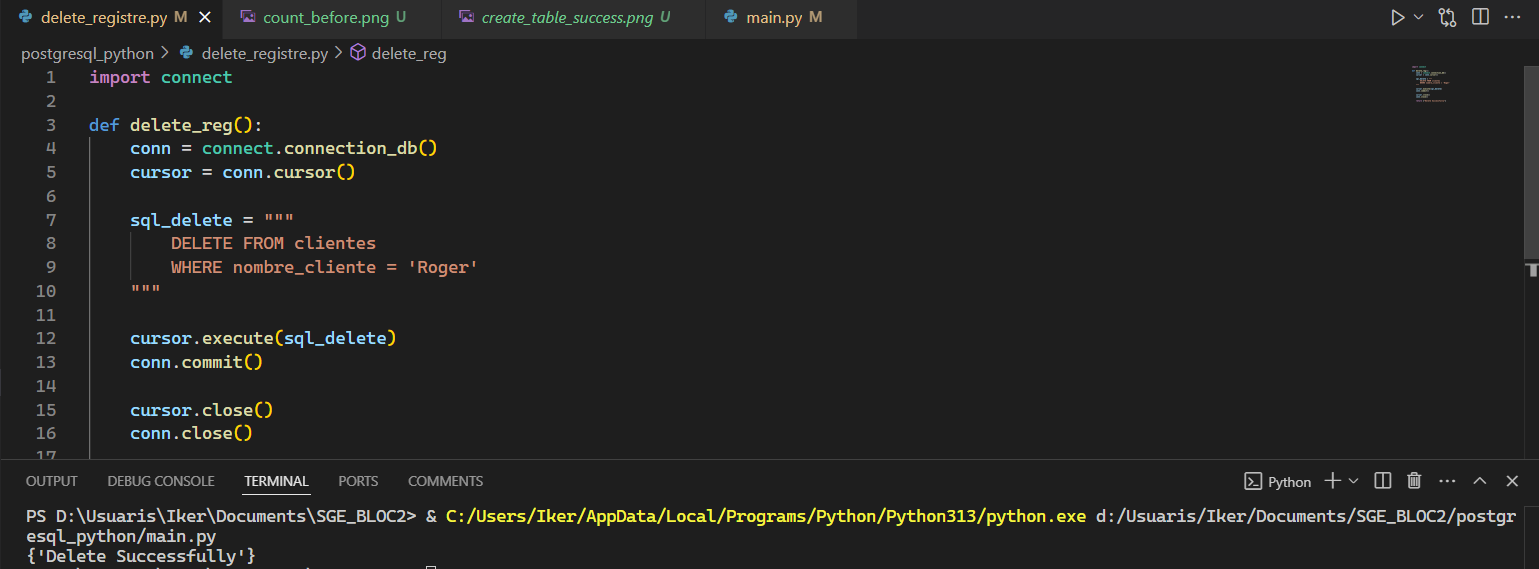 delete_registre.py M count_before.png U create_table_success.png U main.py M
postgresql_python > delete_registre.py > delete_reg
1 import connect
2
3 def delete_reg():
4     conn = connect.connection_db()
5     cursor = conn.cursor()
6
7     sql_delete = """
8         DELETE FROM clientes
9         WHERE nombre_cliente = 'Roger'
10     """
11
12     cursor.execute(sql_delete)
13     conn.commit()
14
15     cursor.close()
16     conn.close()
17
OUTPUT DEBUG CONSOLE TERMINAL PORTS COMMENTS Python
PS D:\Usuaris\Iker\Documents\SGE_BLOC2> & C:/Users/Iker/AppData/Local/Programs/Python/Python313/python.exe d:/Usuaris/Iker/Documents/SGE_BLOC2/postgr
esql_python/main.py
{'Delete Successfully'}